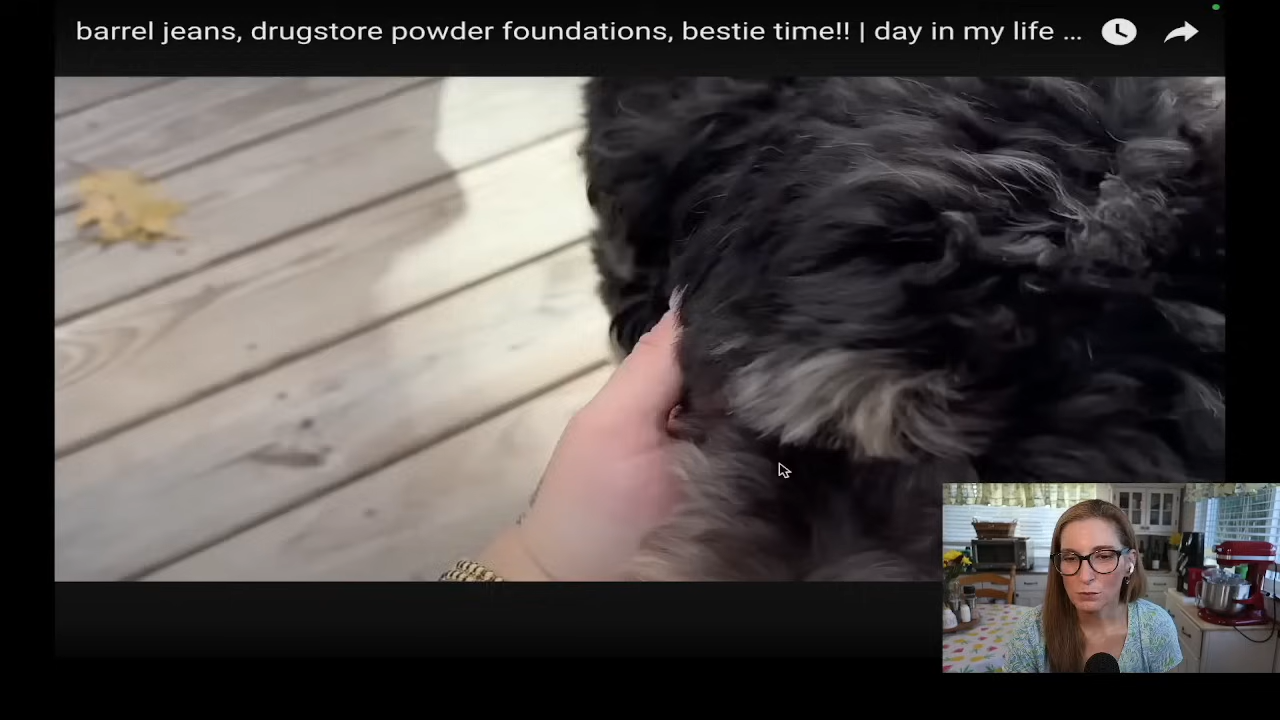 barrel jeans, drugstore powder foundations, bestie time!! | day in my life ...